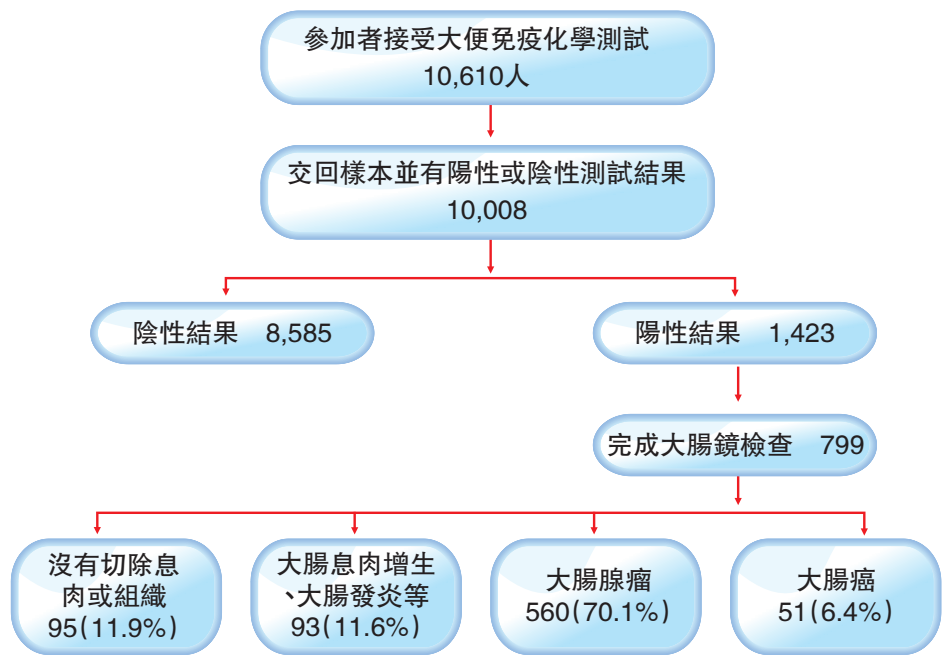 參加者接受大便免疫化學測試
10,610人
交回樣本並有陽性或陰性測試結果
10,008
陰性結果 8,585
陽性結果 1,423
完成大腸鏡檢查 799
沒有切除息
肉或組織
95(11.9%)
大腸息肉增生
、大腸發炎等
93(11.6%)
大腸腺瘤
560(70.1%)
大腸癌
51(6.4%)